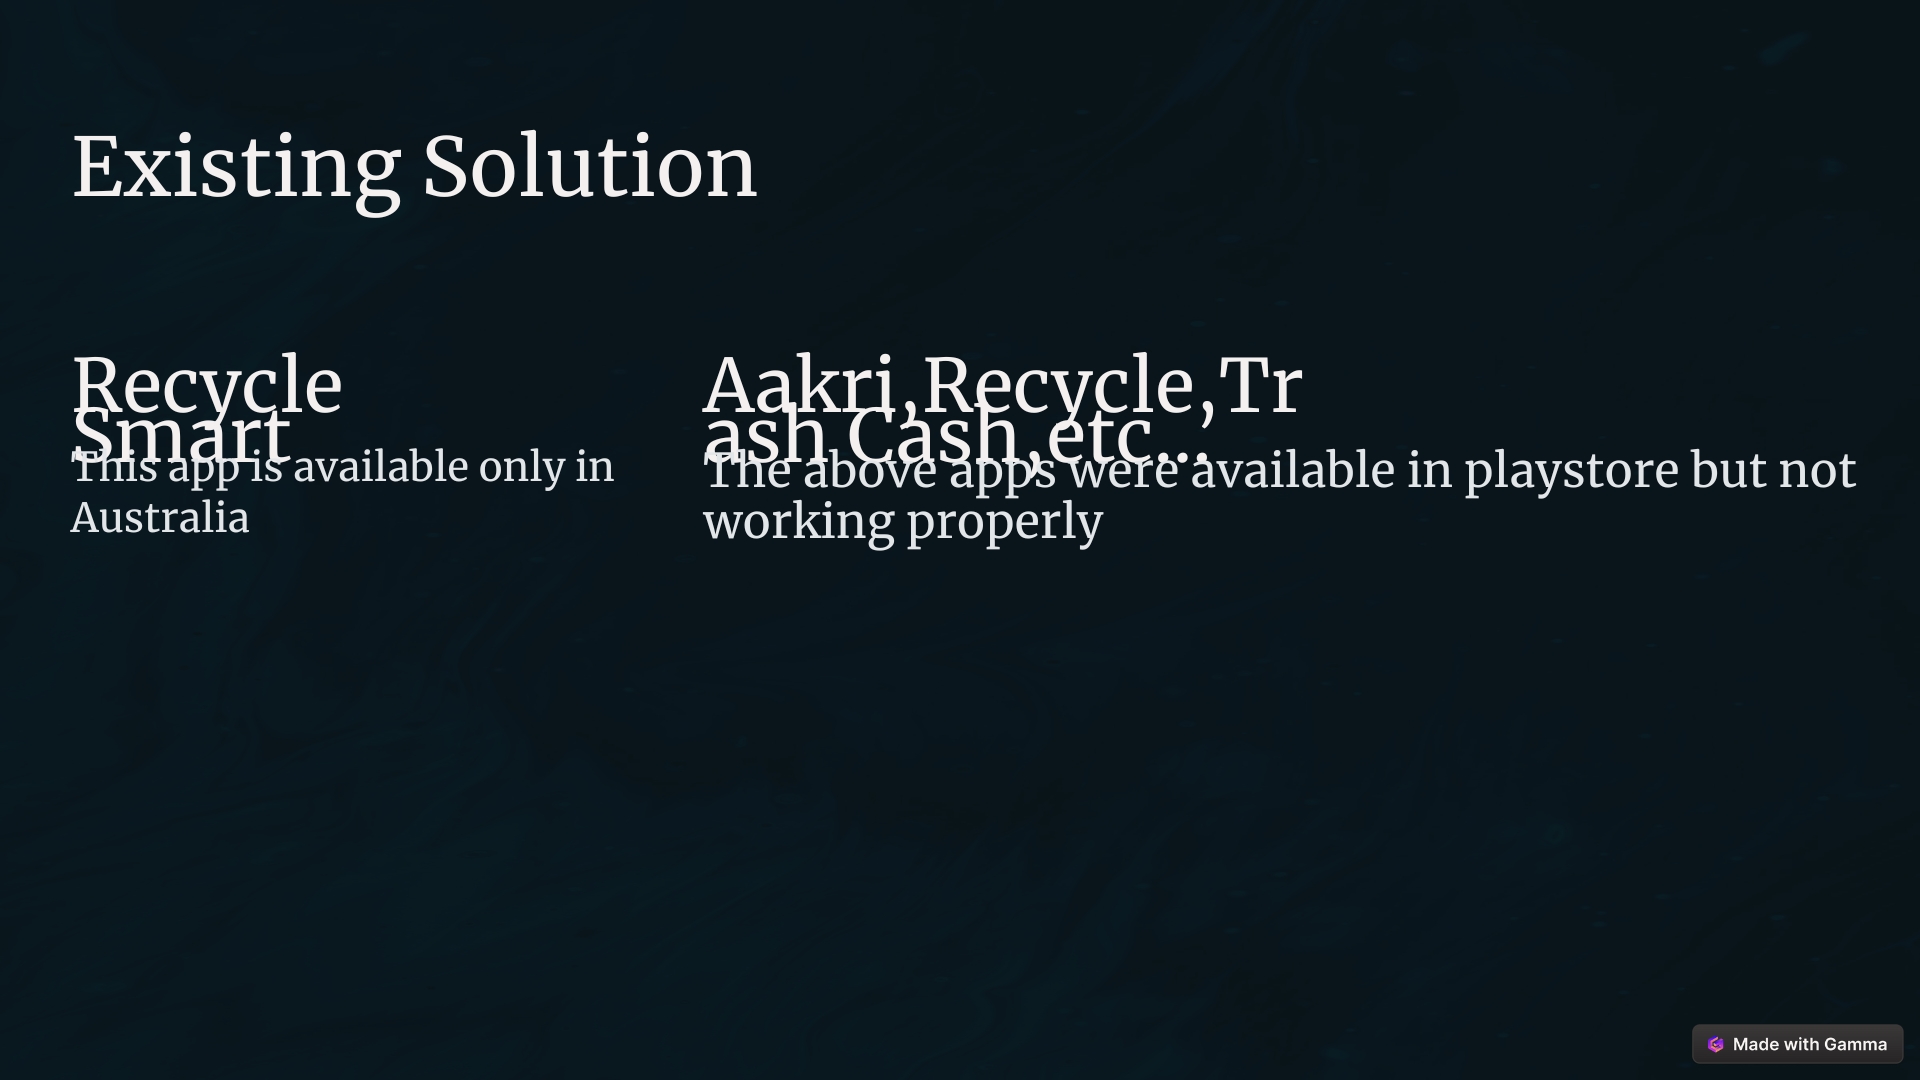 Existing Solution
Recycle
Smart
This app is available only in
Australia
Aakri,Recycle,Tr
ash Cash,etc...
The above apps were available in playstore but not
working properly
Made with Gamma